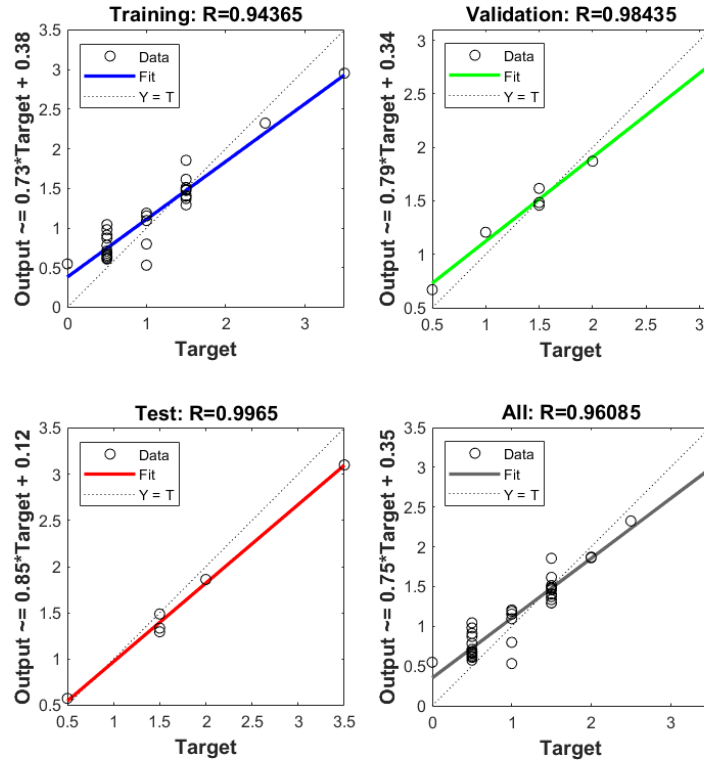 Training: R=0.94365
Data
Fit
Y = T
Output ~= 0.73*Target + 0.38
3.5
3
2.5
2
1.5
1
0.5
0
0
1
2
3
Target
Validation: R=0.98435
Data
Fit
Y = T
Output ~= 0.79*Target + 0.34
3
2.5
2
1.5
1
0.5
0.5
1
1.5
2
2.5
3
Target
Test: R=0.9965
Data
Fit
Y = T
Output ~= 0.85*Target + 0.12
3.5
3
2.5
2
1.5
1
0.5
0.5
1
1.5
2
2.5
3
3.5
Target
All: R=0.96085
Data
Fit
Y = T
Output ~= 0.75*Target + 0.35
3.5
3
2.5
2
1.5
1
0.5
0
0
1
2
3
Target